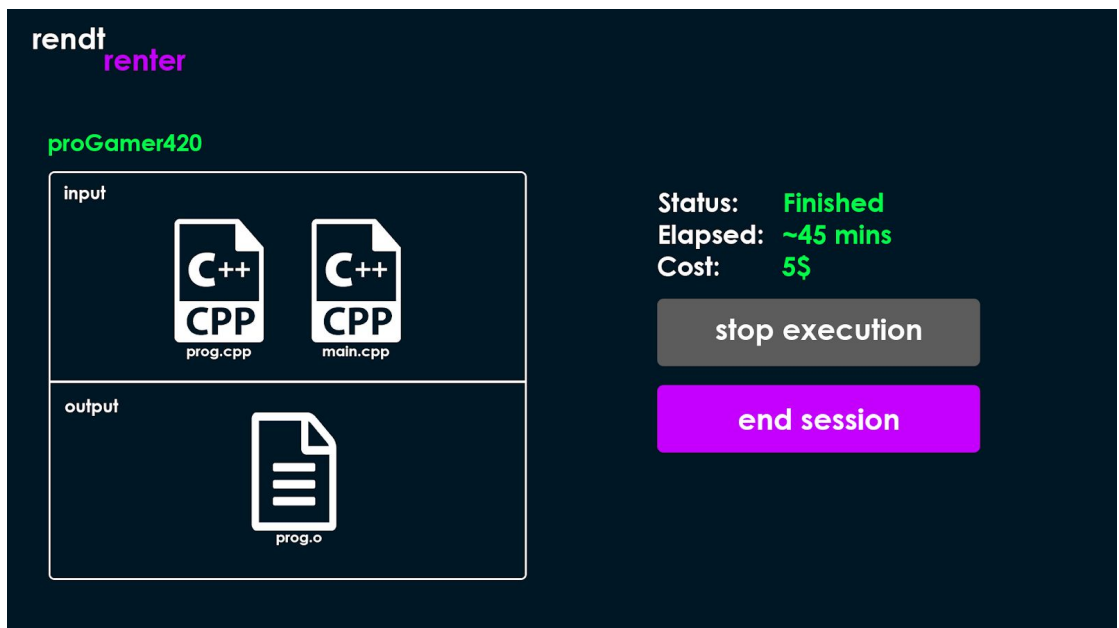 rendt
renter
proGamer420
input
C++ C++
CPP CPP
prog.cpp main.cpp
output
prog.o
Status: Finished
Elapsed: ~45 mins
Cost: 5$
stop execution
end session